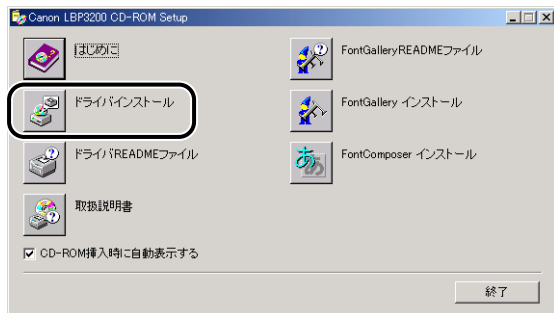 Canon LBP3200 CD-ROM Setup
はじめに
ドライバインストール
ドライバREADMEファイル
取扱説明書
FontGalleryREADMEファイル
FontGallery インストール
FontComposer インストール
CD-ROM挿入時に自動表示する
終了